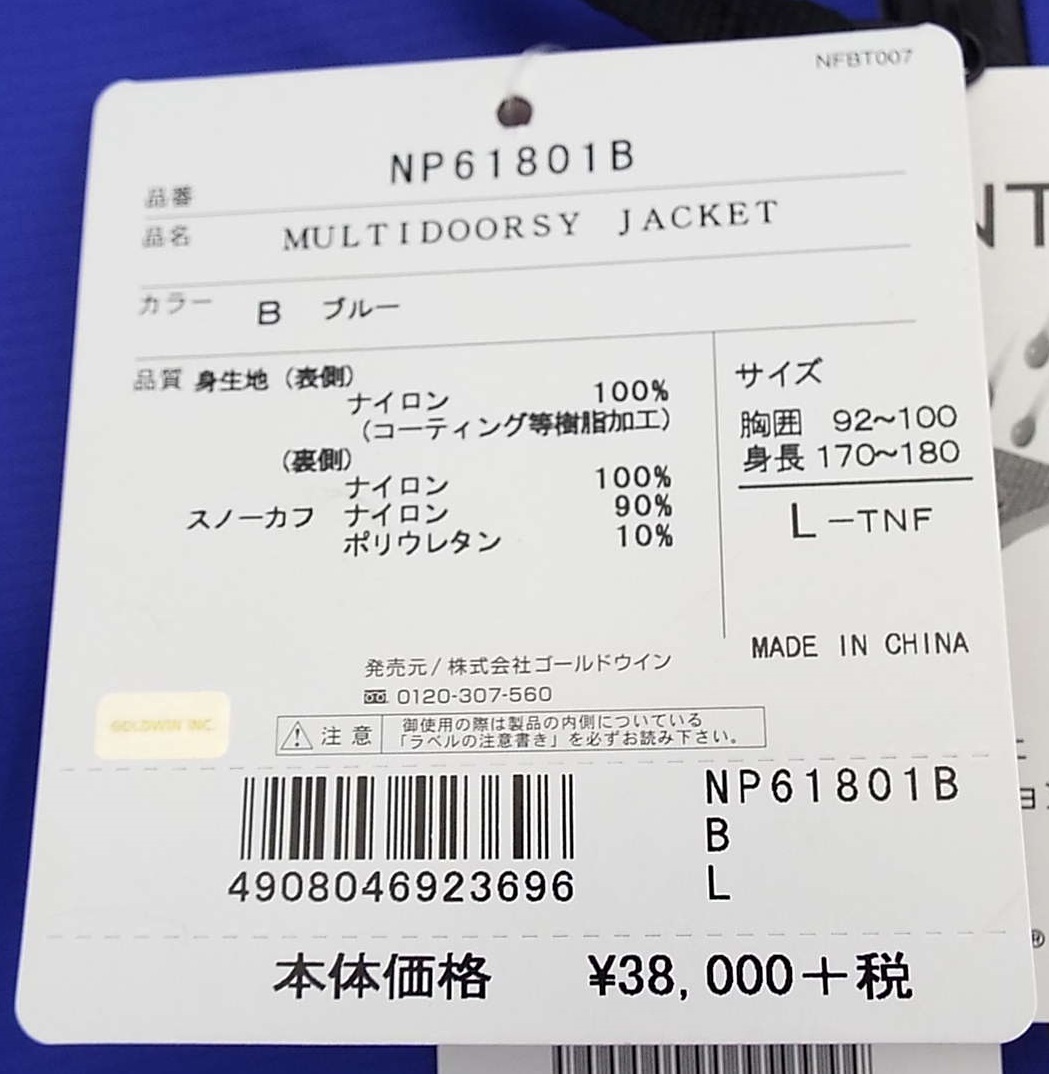 NFBT007
品番 NP61801B
品名 MULTIDOORSY JACKET
カラー B ブルー
品質 身生地 (表側)
ナイロン 100%
(コーティング等樹脂加工)
(裏側)
ナイロン 100%
スノーカフ ナイロン 90%
ポリウレタン 10%
サイズ
胸囲 92~100
身長 170~180
L-TNF
MADE IN CHINA
発売元/株式会社ゴールドウイン
0120-307-560
GOLDWIN INC.
注意
御使用の際は製品の内側についている
「ラベルの注意書き」を必ずお読み下さい。
4908046923696
NP61801B
B
L
本体価格 ¥38,000+税
NT